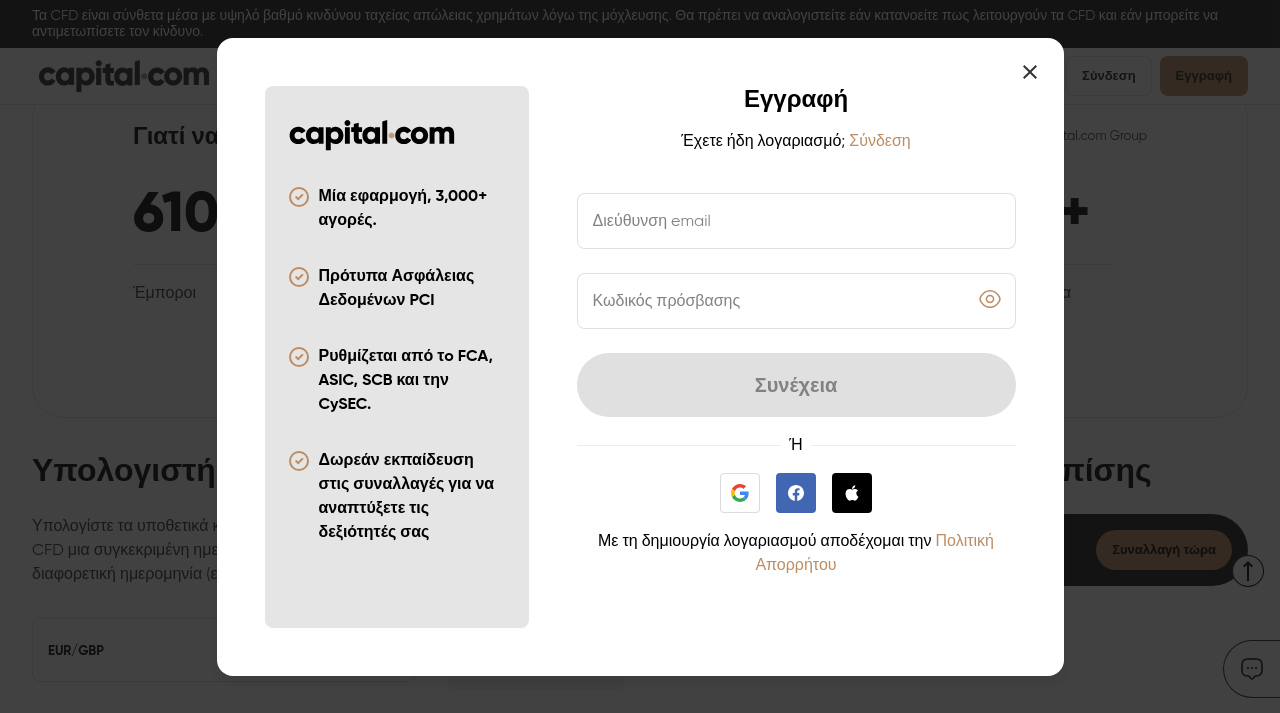 Τα CFD είναι σύνθετα μέσα με υψηλό βαθμό κινδύνου ταχείας απώλειας χρημάτων λόγω της μόχλευσης. Θα πρέπει να αναλογιστείτε εάν κατανοείτε πως λειτουργούν τα CFD και εάν μπορείτε να
αντιμετωπίσετε τον κίνδυνο.
capital.com
Σύνδεση
Εγγραφή
Γιατί να
tal.com Group
610
+
Έμποροι
Υπολογιστή
πίσης
Υπολογίστε τα υποθετικά κ
CFD μια συγκεκριμένη ημε
διαφορετική ημερομηνία (ε
Συναλλαγή τώρα
EUR/GBP
capital.com
Μία εφαρμογή, 3,000+
αγορές.
Πρότυπα Ασφάλειας
Δεδομένων PCI
Ρυθμίζεται από το FCA,
ASIC, SCB και την
CySEC.
Δωρεάν εκπαίδευση
στις συναλλαγές για να
αναπτύξετε τις
δεξιότητές σας
Εγγραφή
Έχετε ήδη λογαριασμό; Σύνδεση
Διεύθυνση email
Κωδικός πρόσβασης
Συνέχεια
Ή
Με τη δημιουργία λογαριασμού αποδέχομαι την Πολιτική
Απορρήτου